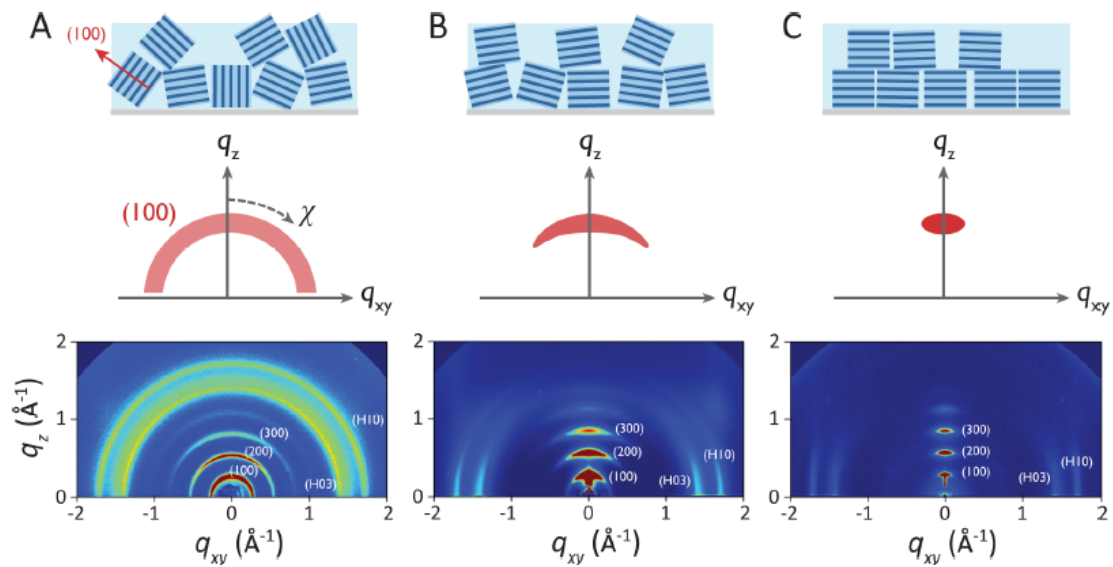 A
(100)
B
C
q_z
(100)
χ
q_xy
q_z
q_xy
q_z
q_xy
q_z (Å⁻¹)
2
1
0
(300)
(200)
(100)
(H10)
(H03)
-2
-1
0
1
2
q_xy (Å⁻¹)
2
1
0
(300)
(200)
(100)
(H10)
(H03)
-2
-1
0
1
2
q_xy (Å⁻¹)
2
1
0
(300)
(200)
(100)
(H10)
(H03)
-2
-1
0
1
2
q_xy (Å⁻¹)